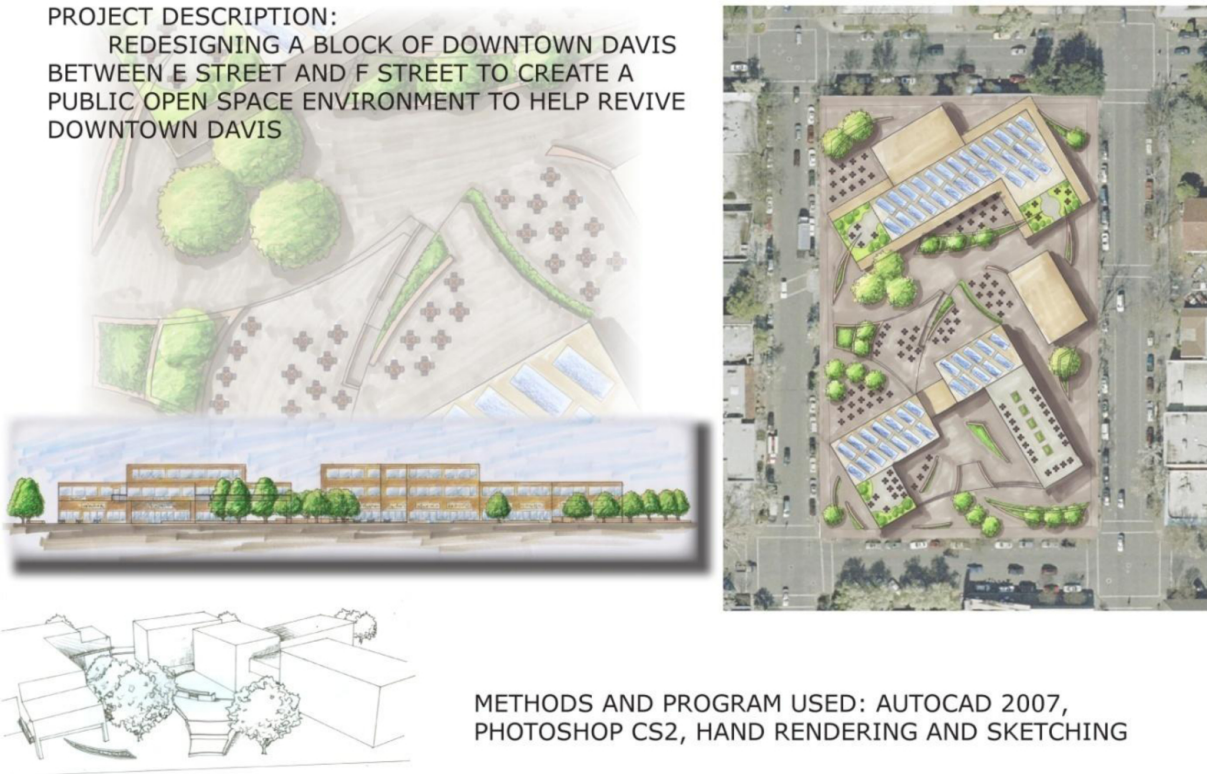 PROJECT DESCRIPTION:
REDESIGNING A BLOCK OF DOWNTOWN DAVIS
BETWEEN E STREET AND F STREET TO CREATE A
PUBLIC OPEN SPACE ENVIRONMENT TO HELP REVIVE
DOWNTOWN DAVIS
METHODS AND PROGRAM USED: AUTOCAD 2007,
PHOTOSHOP CS2, HAND RENDERING AND SKETCHING